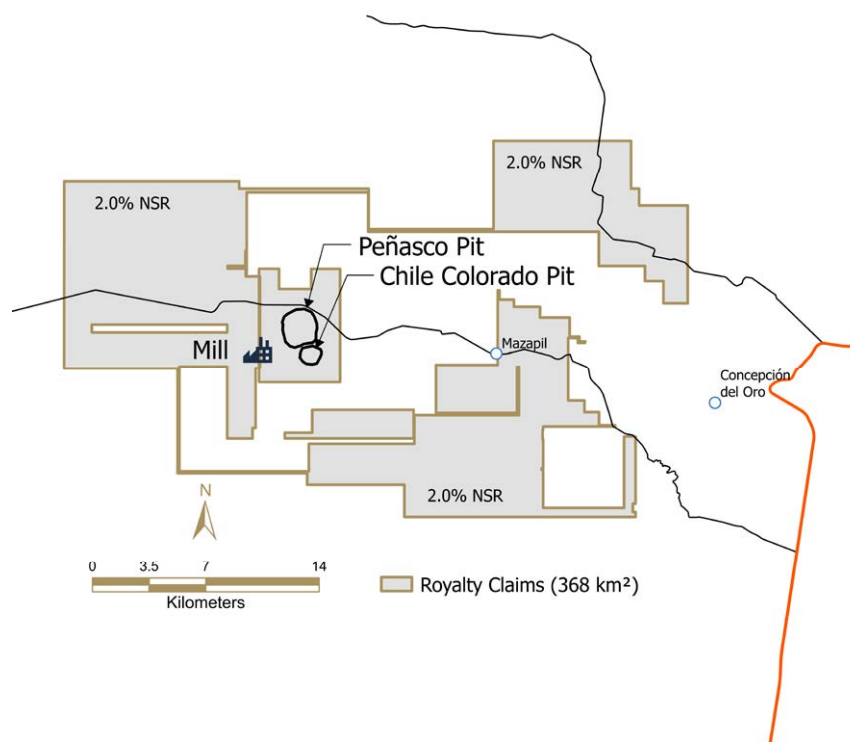 2.0% NSR
2.0% NSR
Peñasco Pit
Chile Colorado Pit
Mill
Mazapil
Concepción
del Oro
2.0% NSR
N
0 3.5 7 14
Kilometers
Royalty Claims (368 km²)